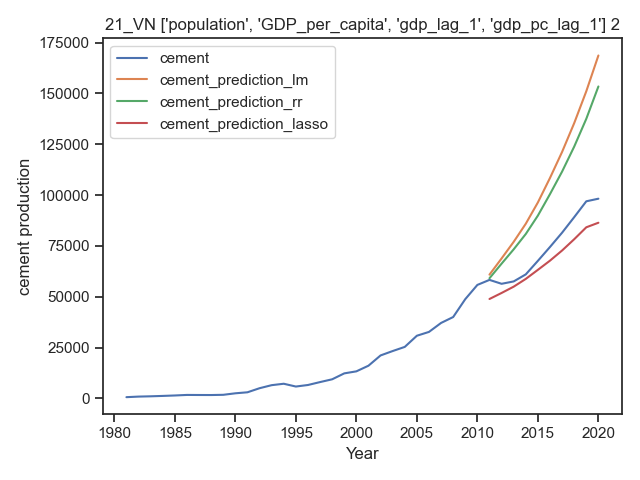 21_VN ['population', 'GDP_per_capita', 'gdp_lag_1', 'gdp_pc_lag_1'] 2
cement
cement_prediction_lm
cement_prediction_rr
cement_prediction_lasso
175000
150000
125000
100000
75000
50000
25000
0
cement production
1980 1985 1990 1995 2000 2005 2010 2015 2020
Year